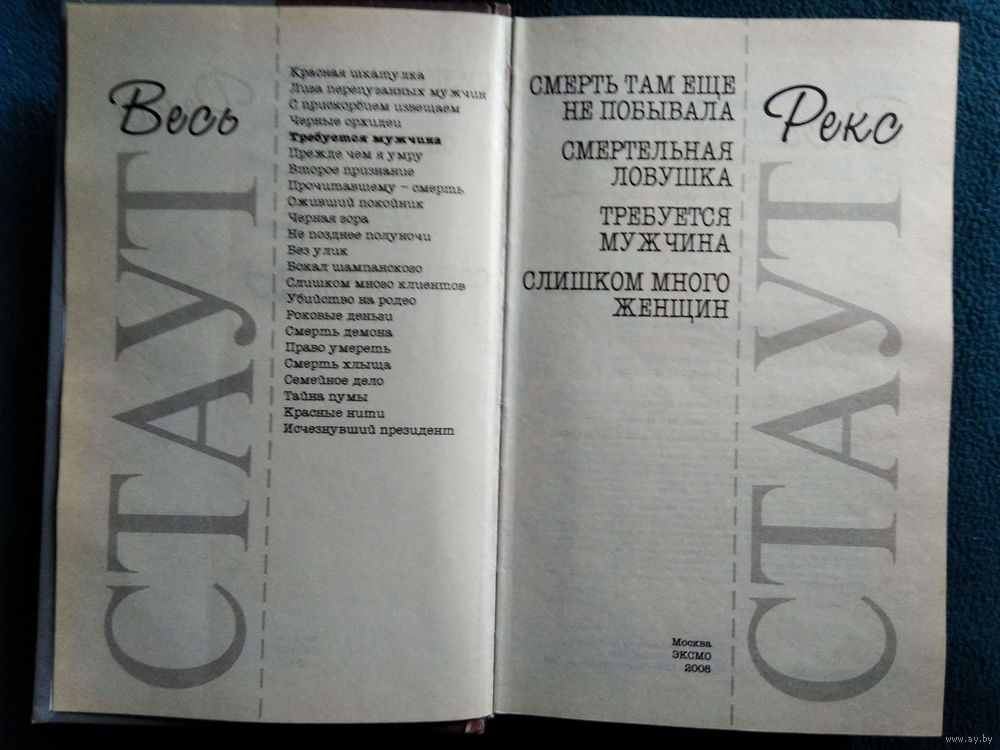 Весь
СТАУТ
Красная шкатулка
Лига перепуганных мужчин
С прискорбием извещаем
Черные орхидеи
Требуется мужчина
Прежде чем я умру
Второе признание
Прочитавшему – смерть
Оживший покойник
Черная гора
Не позднее полуночи
Без улик
Бокал шампанского
Слишком много клиентов
Убийство на родео
Роковые деньги
Смерть демона
Право умереть
Смерть хлыща
Семейное дело
Тайна пумы
Красные нити
Исчезнувший президент
СМЕРТЬ ТАМ ЕЩЕ
НЕ ПОБЫВАЛА
СМЕРТЕЛЬНАЯ
ЛОВУШКА
ТРЕБУЕТСЯ
МУЖЧИНА
СЛИШКОМ МНОГО
ЖЕНЩИН
Рекс
СТАУТ
Москва
ЭКСМО
2008
www.ay.by